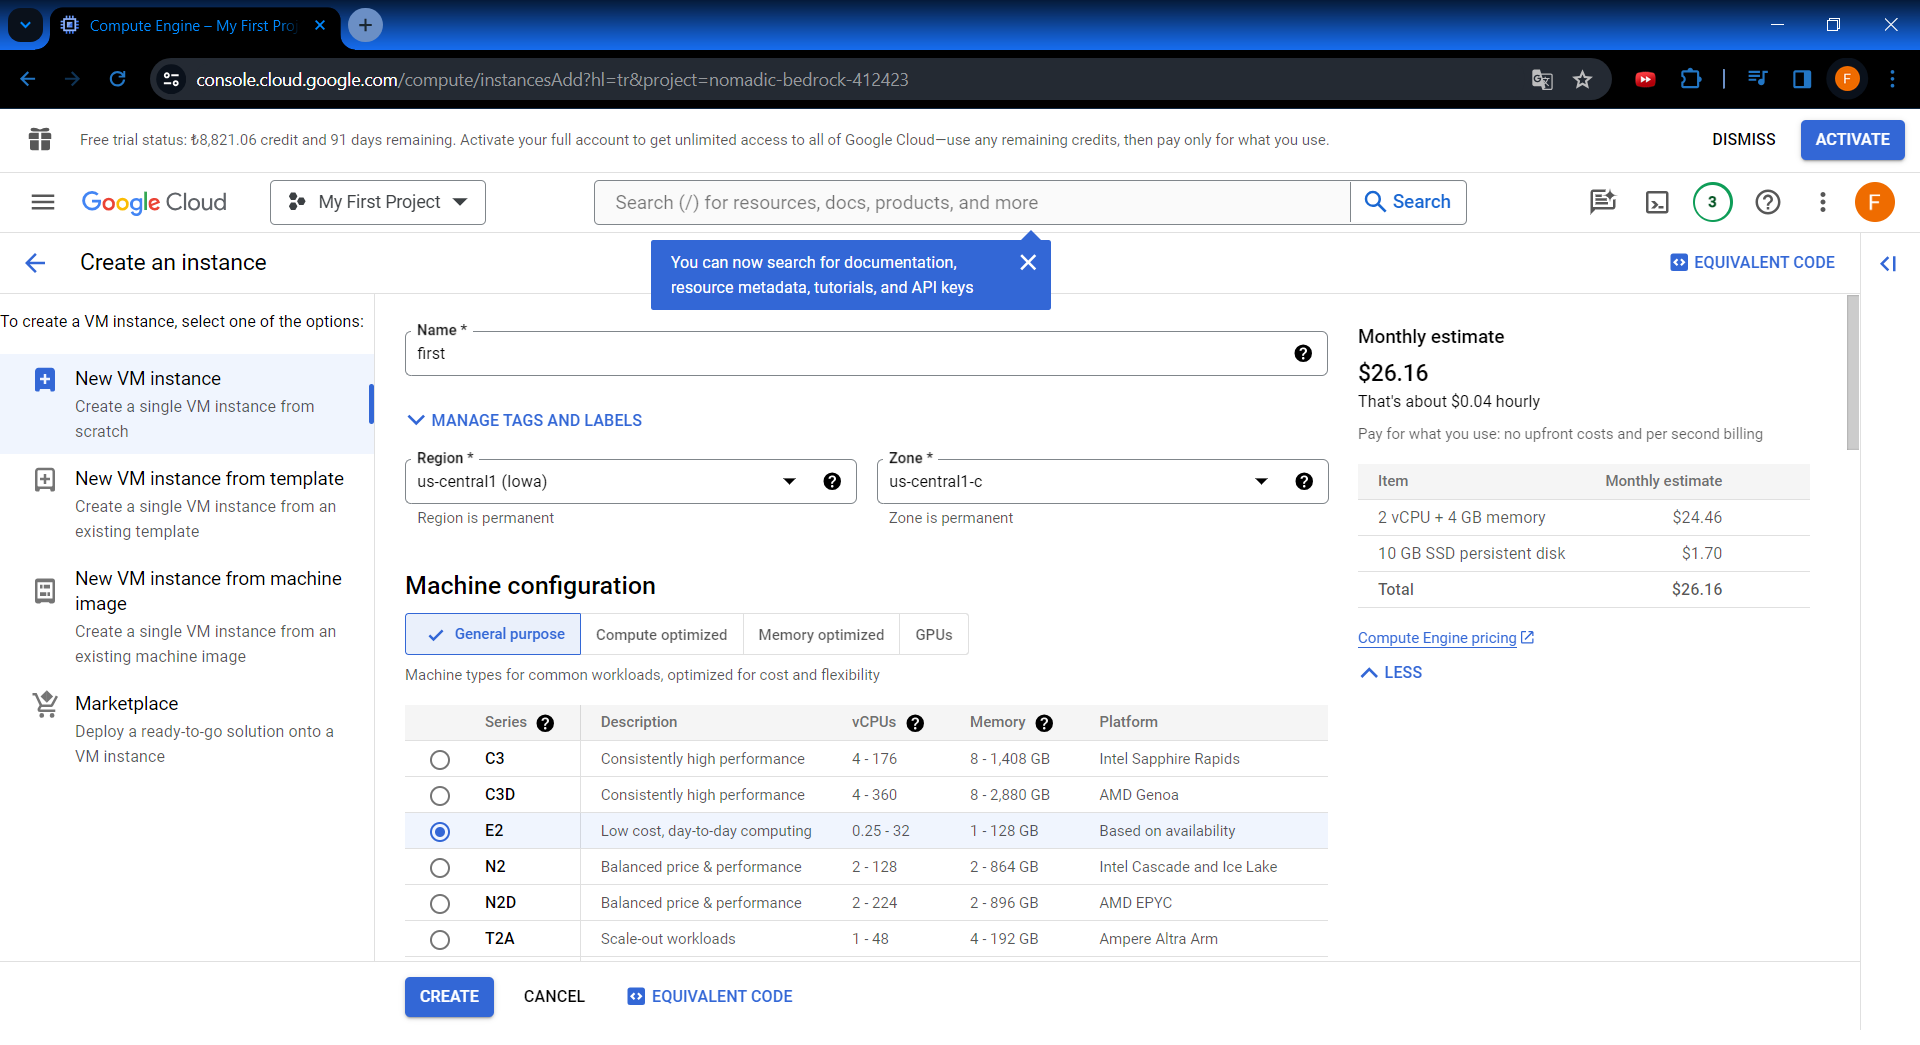 Compute Engine – My First Pro
console.cloud.google.com/compute/instancesAdd?hl=tr&project=nomadic-bedrock-412423
F
Free trial status: ₺8,821.06 credit and 91 days remaining. Activate your full account to get unlimited access to all of Google Cloud—use any remaining credits, then pay only for what you use.
DISMISS
ACTIVATE
Google Cloud
My First Project
Search (/) for resources, docs, products, and more
Search
3
F
Create an instance
You can now search for documentation,
resource metadata, tutorials, and API keys
EQUIVALENT CODE
To create a VM instance, select one of the options:
New VM instance
Create a single VM instance from
scratch
New VM instance from template
Create a single VM instance from an
existing template
New VM instance from machine
image
Create a single VM instance from an
existing machine image
Marketplace
Deploy a ready-to-go solution onto a
VM instance
Name *
first
MANAGE TAGS AND LABELS
Region *
us-central1 (Iowa)
Region is permanent
Zone *
us-central1-c
Zone is permanent
Machine configuration
General purpose
Compute optimized
Memory optimized
GPUs
Machine types for common workloads, optimized for cost and flexibility
Series Description vCPUs Memory Platform
C3 Consistently high performance 4 - 176 8 - 1,408 GB Intel Sapphire Rapids
C3D Consistently high performance 4 - 360 8 - 2,880 GB AMD Genoa
E2 Low cost, day-to-day computing 0.25 - 32 1 - 128 GB Based on availability
N2 Balanced price & performance 2 - 128 2 - 864 GB Intel Cascade and Ice Lake
N2D Balanced price & performance 2 - 224 2 - 896 GB AMD EPYC
T2A Scale-out workloads 1 - 48 4 - 192 GB Ampere Altra Arm
Monthly estimate
$26.16
That's about $0.04 hourly
Pay for what you use: no upfront costs and per second billing
Item Monthly estimate
2 vCPU + 4 GB memory $24.46
10 GB SSD persistent disk $1.70
Total $26.16
Compute Engine pricing
LESS
CREATE
CANCEL
EQUIVALENT CODE